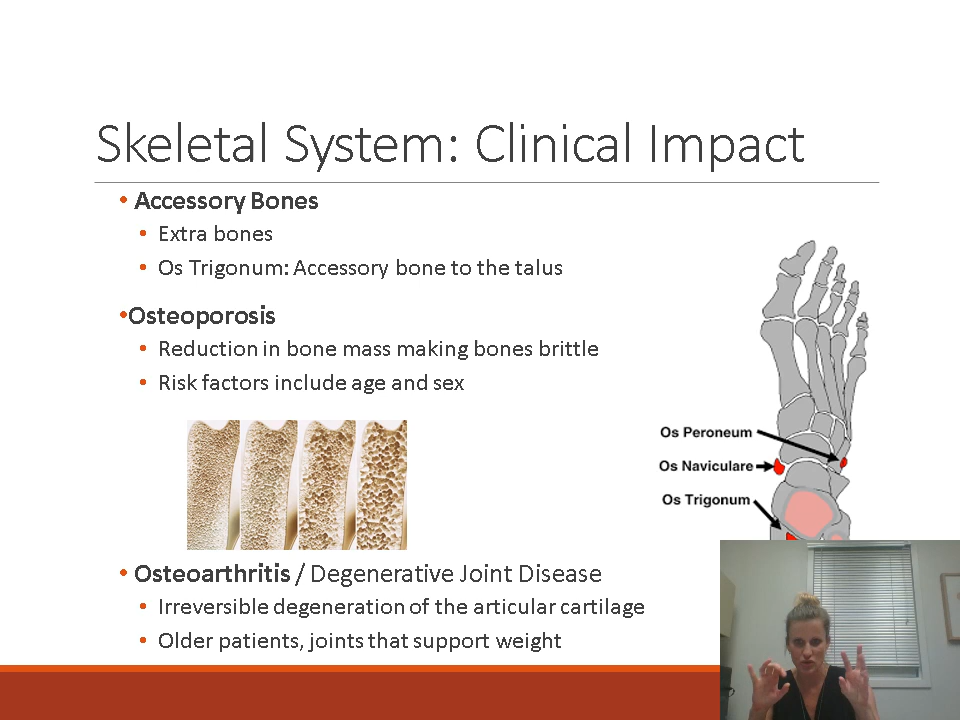 Skeletal System: Clinical Impact
• Accessory Bones
• Extra bones
• Os Trigonum: Accessory bone to the talus
•Osteoporosis
• Reduction in bone mass making bones brittle
• Risk factors include age and sex
Os Peroneum
Os Naviculare
Os Trigonum
• Osteoarthritis / Degenerative Joint Disease
• Irreversible degeneration of the articular cartilage
• Older patients, joints that support weight